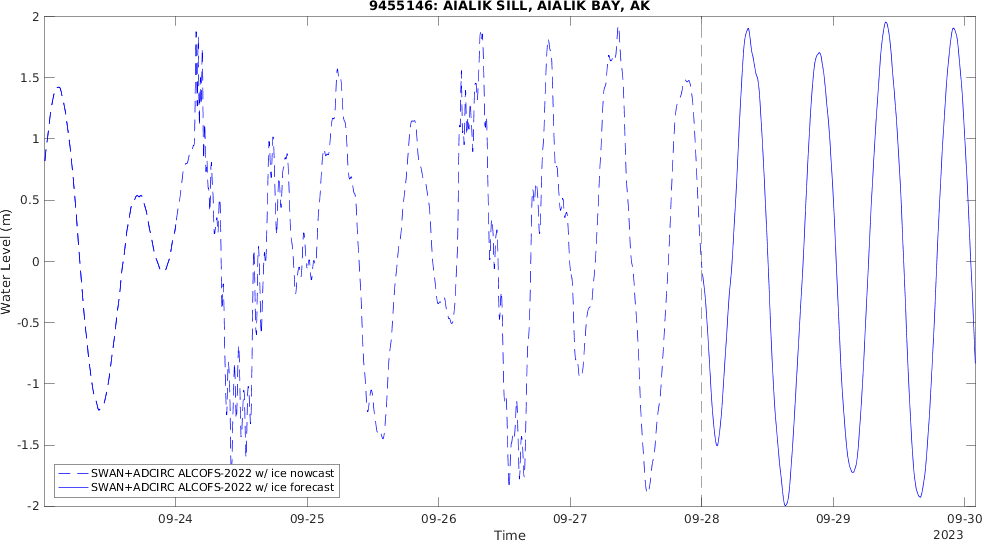 9455146: AIALIK SILL, AIALIK BAY, AK
2
1.5
1
0.5
0
-0.5
-1
-1.5
-2
Water Level (m)
SWAN+ADCIRC ALCOFS-2022 w/ ice nowcast
SWAN+ADCIRC ALCOFS-2022 w/ ice forecast
09-24 09-25 09-26 09-27 09-28 09-29 09-30
Time
2023